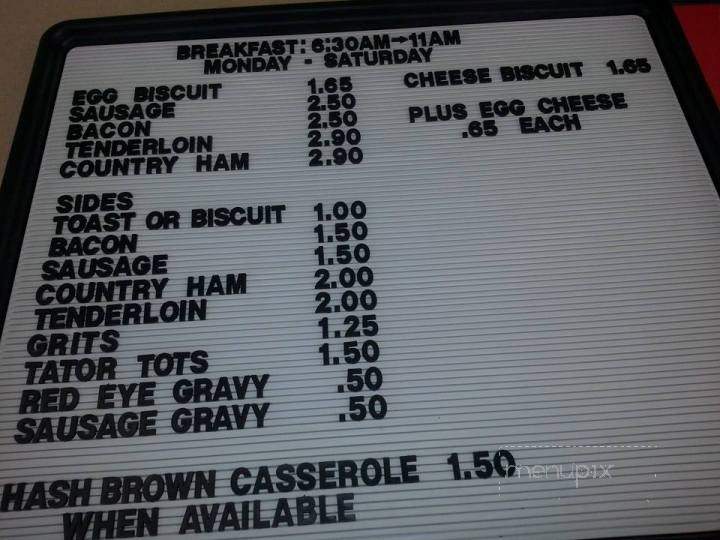 BREAKFAST: 6:30AM→11AM
MONDAY - SATURDAY
EGG BISCUIT 1.65
SAUSAGE 2.50
BACON 2.50
TENDERLOIN 2.90
COUNTRY HAM 2.90
CHEESE BISCUIT 1.65
PLUS EGG CHEESE
.65 EACH
SIDES
TOAST OR BISCUIT 1.00
BACON 1.50
SAUSAGE 1.50
COUNTRY HAM 2.00
TENDERLOIN 2.00
GRITS 1.25
TATOR TOTS 1.50
RED EYE GRAVY .50
SAUSAGE GRAVY .50
HASH BROWN CASSEROLE 1.50
WHEN AVAILABLE
menupix